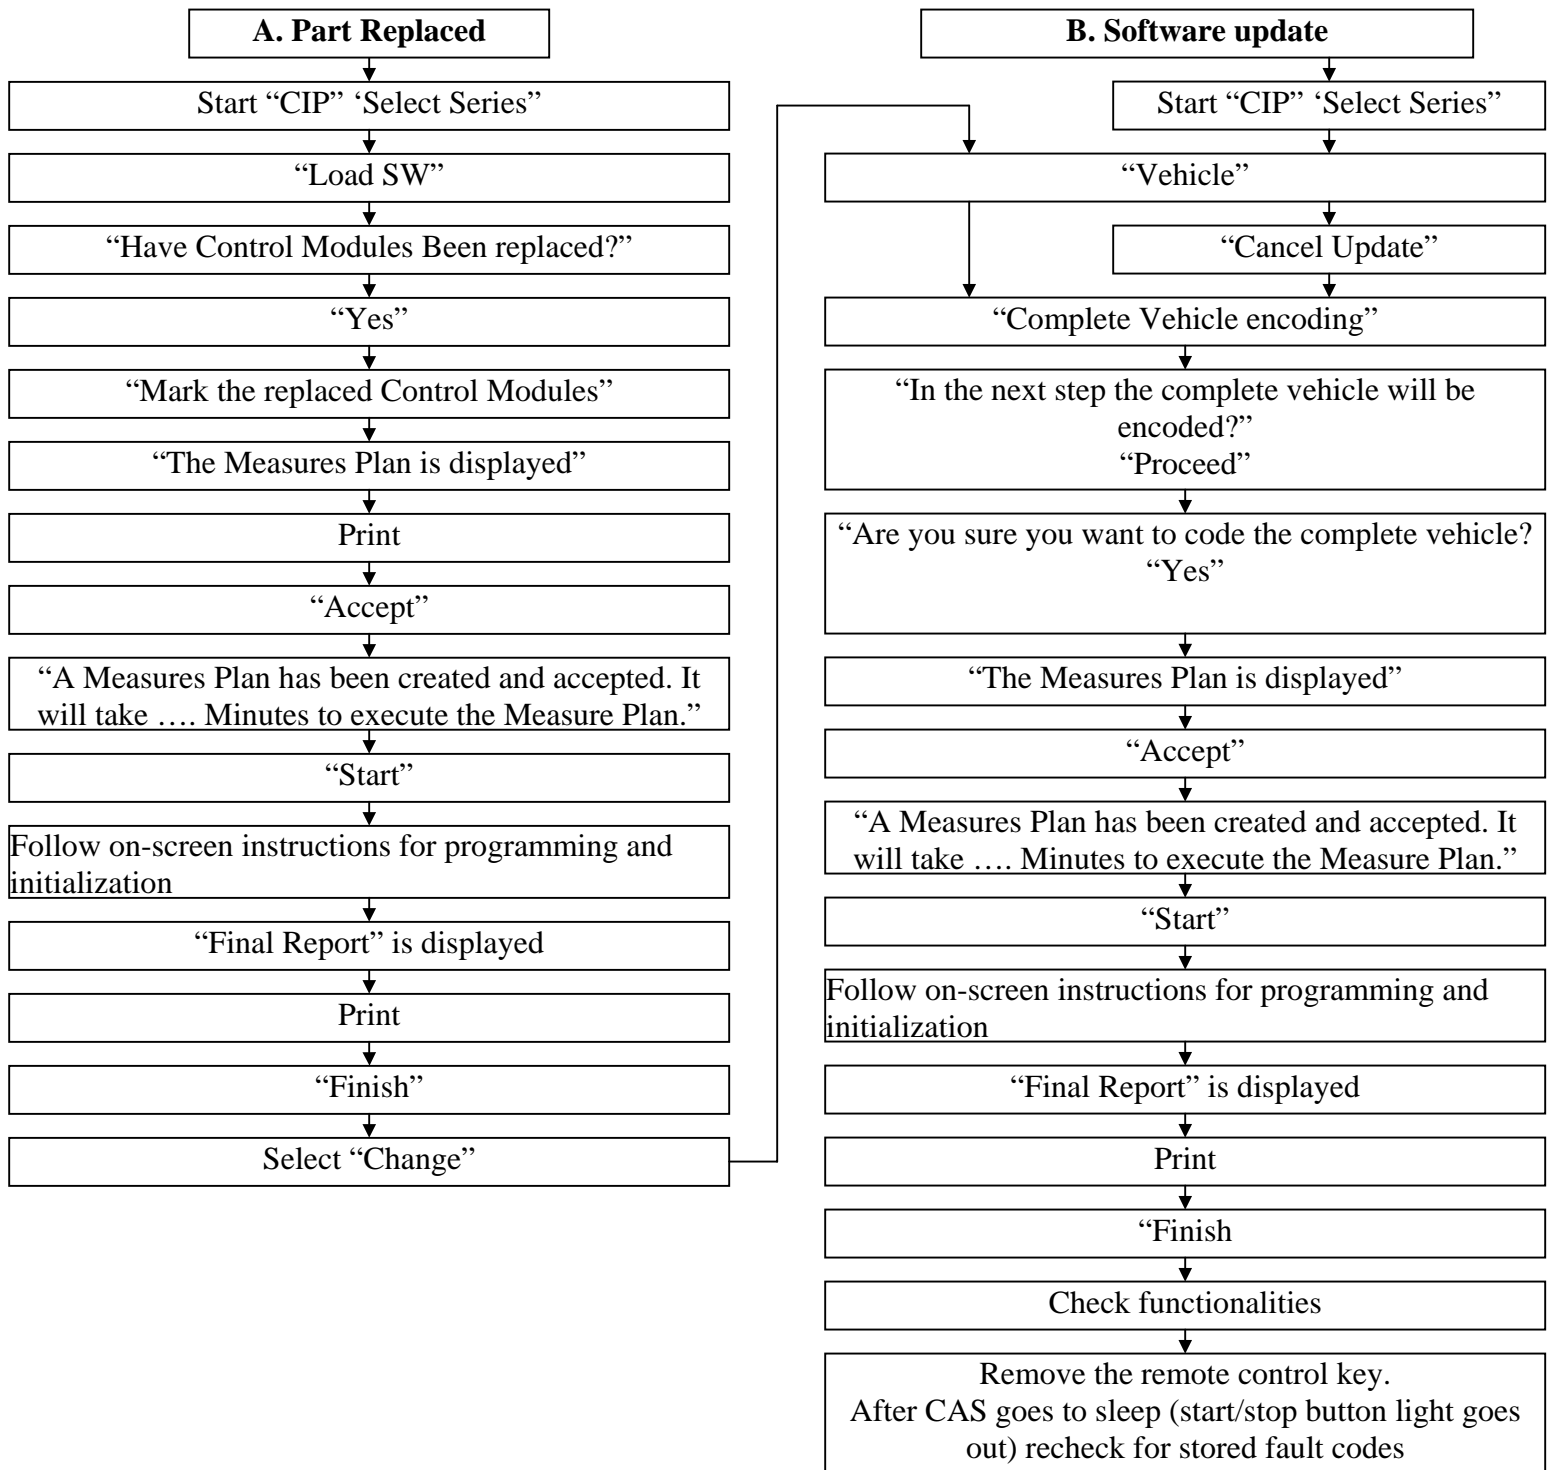 A. Part Replaced
Start “CIP” ‘Select Series”
“Load SW”
“Have Control Modules Been replaced?”
“Yes”
“Mark the replaced Control Modules”
“The Measures Plan is displayed”
Print
“Accept”
“A Measures Plan has been created and accepted. It
will take …. Minutes to execute the Measure Plan.”
“Start”
Follow on-screen instructions for programming and
initialization
“Final Report” is displayed
Print
“Finish”
Select “Change”
B. Software update
Start “CIP” ‘Select Series”
“Vehicle”
“Cancel Update”
“Complete Vehicle encoding”
“In the next step the complete vehicle will be
encoded?”
“Proceed”
“Are you sure you want to code the complete vehicle?
“Yes”
“The Measures Plan is displayed”
“Accept”
“A Measures Plan has been created and accepted. It
will take …. Minutes to execute the Measure Plan.”
“Start”
Follow on-screen instructions for programming and
initialization
“Final Report” is displayed
Print
“Finish
Check functionalities
Remove the remote control key.
After CAS goes to sleep (start/stop button light goes
out) recheck for stored fault codes